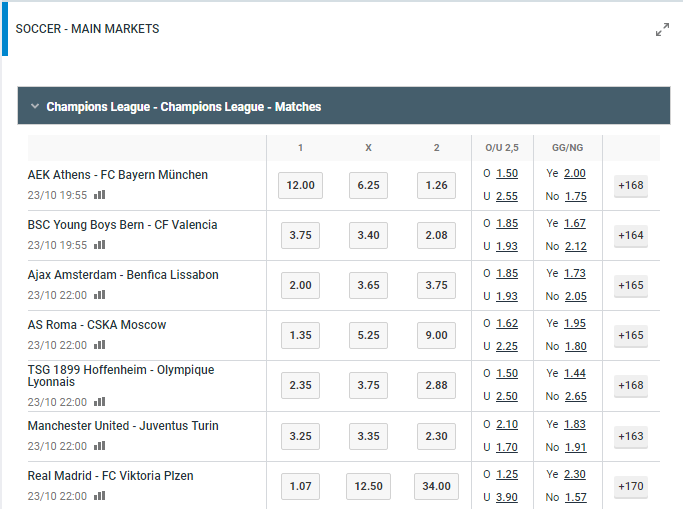 SOCCER - MAIN MARKETS
Champions League - Champions League - Matches
1 X 2 O/U 2,5 GG/NG
AEK Athens - FC Bayern München
23/10 19:55
12.00 6.25 1.26
O 1.50 Ye 2.00
U 2.55 No 1.75
+168
BSC Young Boys Bern - CF Valencia
23/10 19:55
3.75 3.40 2.08
O 1.85 Ye 1.67
U 1.93 No 2.12
+164
Ajax Amsterdam - Benfica Lissabon
23/10 22:00
2.00 3.65 3.75
O 1.85 Ye 1.73
U 1.93 No 2.05
+165
AS Roma - CSKA Moscow
23/10 22:00
1.35 5.25 9.00
O 1.62 Ye 1.95
U 2.25 No 1.80
+165
TSG 1899 Hoffenheim - Olympique
Lyonnais
23/10 22:00
2.35 3.75 2.88
O 1.50 Ye 1.44
U 2.50 No 2.65
+168
Manchester United - Juventus Turin
23/10 22:00
3.25 3.35 2.30
O 2.10 Ye 1.83
U 1.70 No 1.91
+163
Real Madrid - FC Viktoria Plzen
23/10 22:00
1.07 12.50 34.00
O 1.25 Ye 2.30
U 3.90 No 1.57
+170